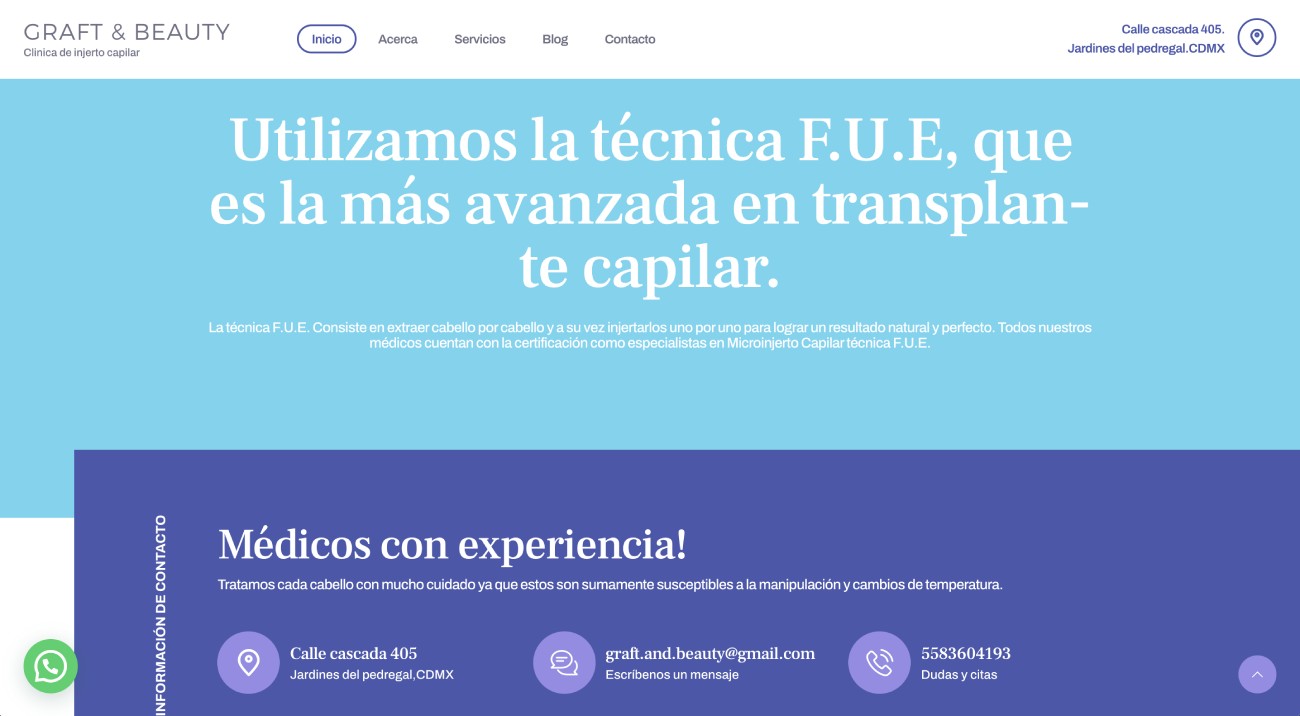 GRAFT & BEAUTY
Clinica de injerto capilar
Inicio
Acerca
Servicios
Blog
Contacto
Calle cascada 405.
Jardines del pedregal.CDMX
Utilizamos la técnica F.U.E, que
es la más avanzada en transplan-
te capilar.
La técnica F.U.E. Consiste en extraer cabello por cabello y a su vez injertarlos uno por uno para lograr un resultado natural y perfecto. Todos nuestros
médicos cuentan con la certificación como especialistas en Microinjerto Capilar técnica F.U.E.
INFORMACIÓN DE CONTACTO
Médicos con experiencia!
Tratamos cada cabello con mucho cuidado ya que estos son sumamente susceptibles a la manipulación y cambios de temperatura.
Calle cascada 405
Jardines del pedregal,CDMX
graft.and.beauty@gmail.com
Escríbenos un mensaje
5583604193
Dudas y citas